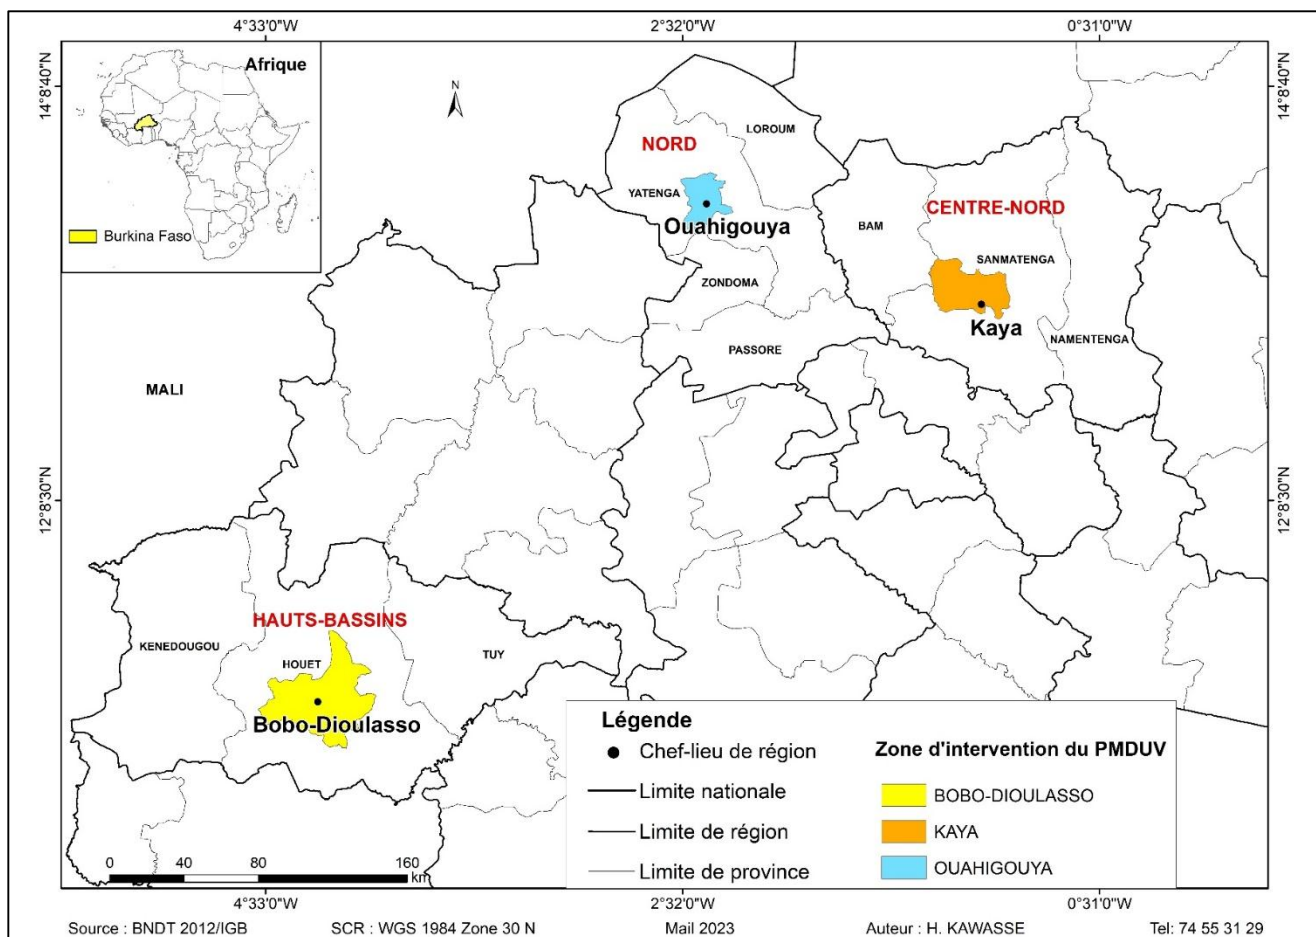 4°33'0"W
2°32'0"W
0°31'0"W
14°8'40"N
14°8'40"N
Afrique
Burkina Faso
N
NORD
LOROUM
YATENGA
Ouahigouya
BAM
CENTRE-NORD
SANMATENGA
ZONDOMA
Kaya
PASSORE
NAMENTENGA
MALI
12°8'30"N
12°8'30"N
HAUTS-BASSINS
KENEDOUGOU
HOUET
TUY
Bobo-Dioulasso
Légende
Chef-lieu de région
Limite nationale
Limite de région
Limite de province
Zone d'intervention du PMDUV
BOBO-DIOULASSO
KAYA
OUAHIGOUYA
0 40 80 160
km
4°33'0"W
2°32'0"W
0°31'0"W
Source : BNDT 2012/IGB SCR : WGS 1984 Zone 30 N Mail 2023 Auteur : H. KAWASSE Tel: 74 55 31 29